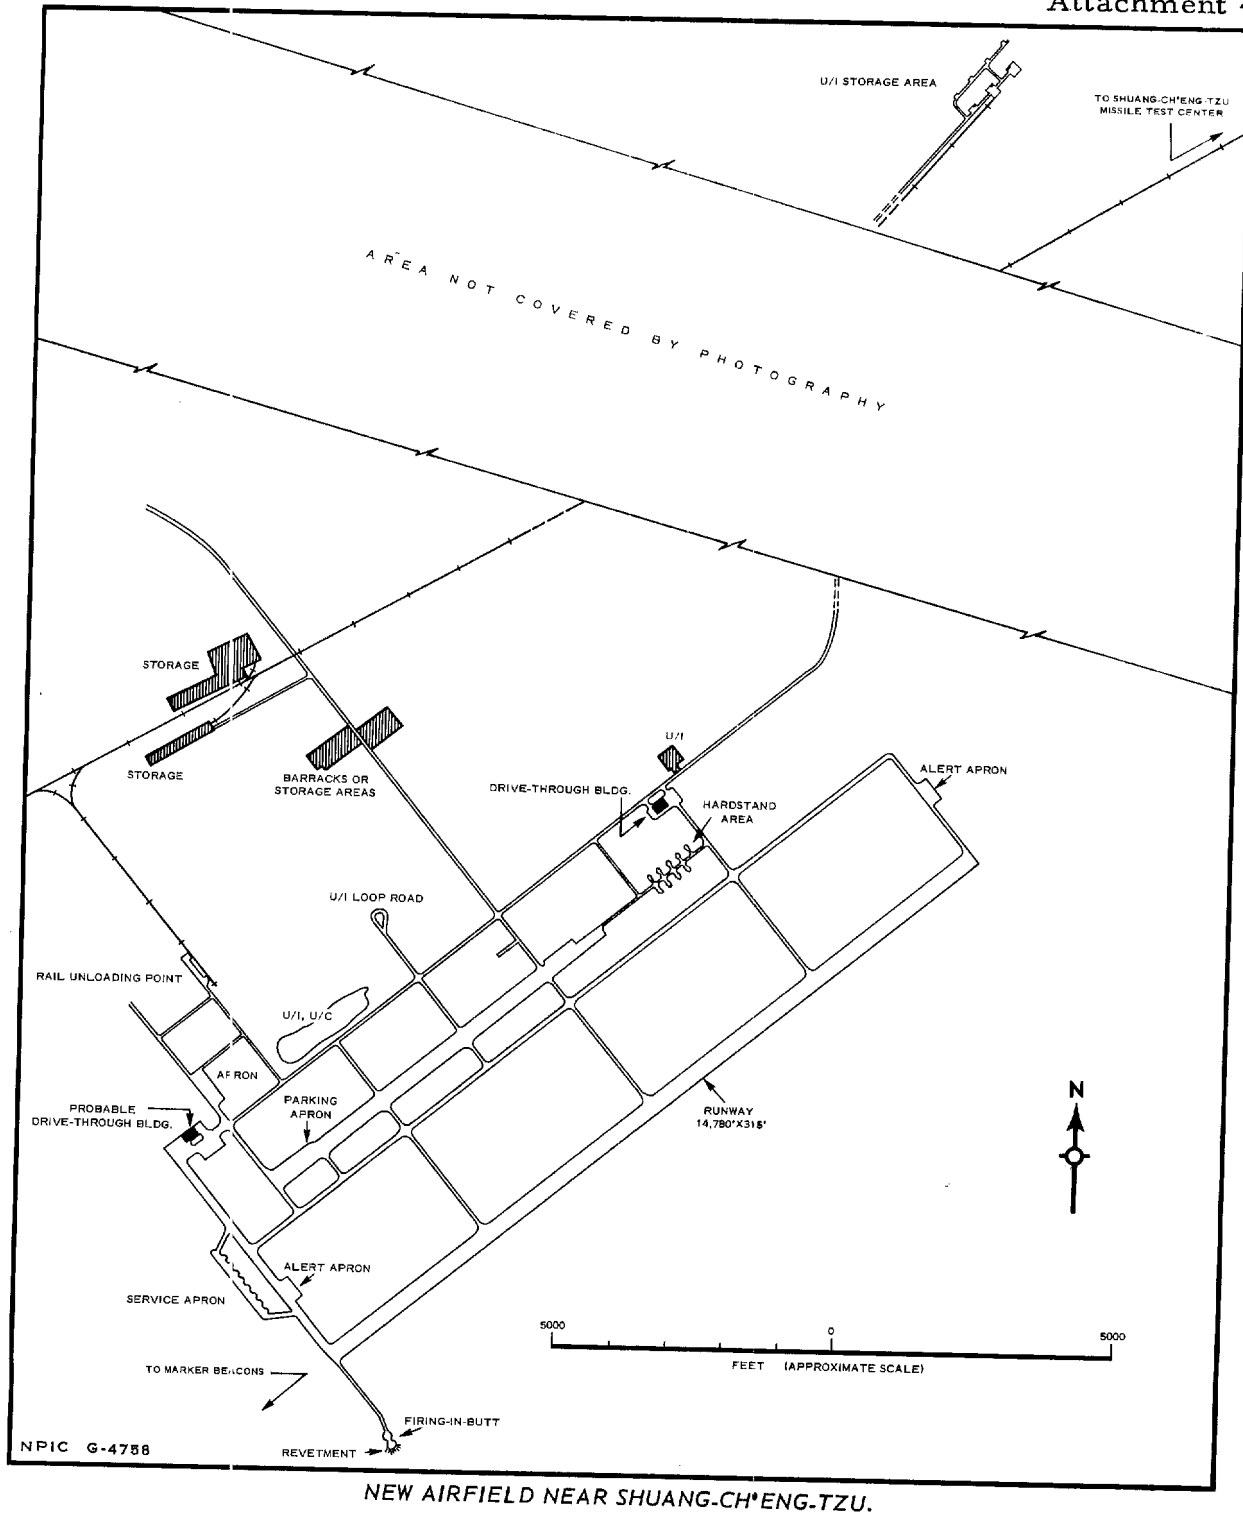 Attachment
U/I STORAGE AREA
TO SHUANG-CH'ENG-TZU
MISSILE TEST CENTER
AREA NOT COVERED BY PHOTOGRAPHY
STORAGE
STORAGE
BARRACKS OR
STORAGE AREAS
U/I
DRIVE-THROUGH BLDG.
HARDSTAND
AREA
ALERT APRON
U/I LOOP ROAD
RAIL UNLOADING POINT
U/I, U/C
APRON
PARKING
APRON
PROBABLE
DRIVE-THROUGH BLDG.
RUNWAY
14,780'X315'
N
ALERT APRON
SERVICE APRON
5000
0
5000
FEET (APPROXIMATE SCALE)
TO MARKER BEACONS
FIRING-IN-BUTT
REVETMENT
NPIC G-4758
NEW AIRFIELD NEAR SHUANG-CH'ENG-TZU.